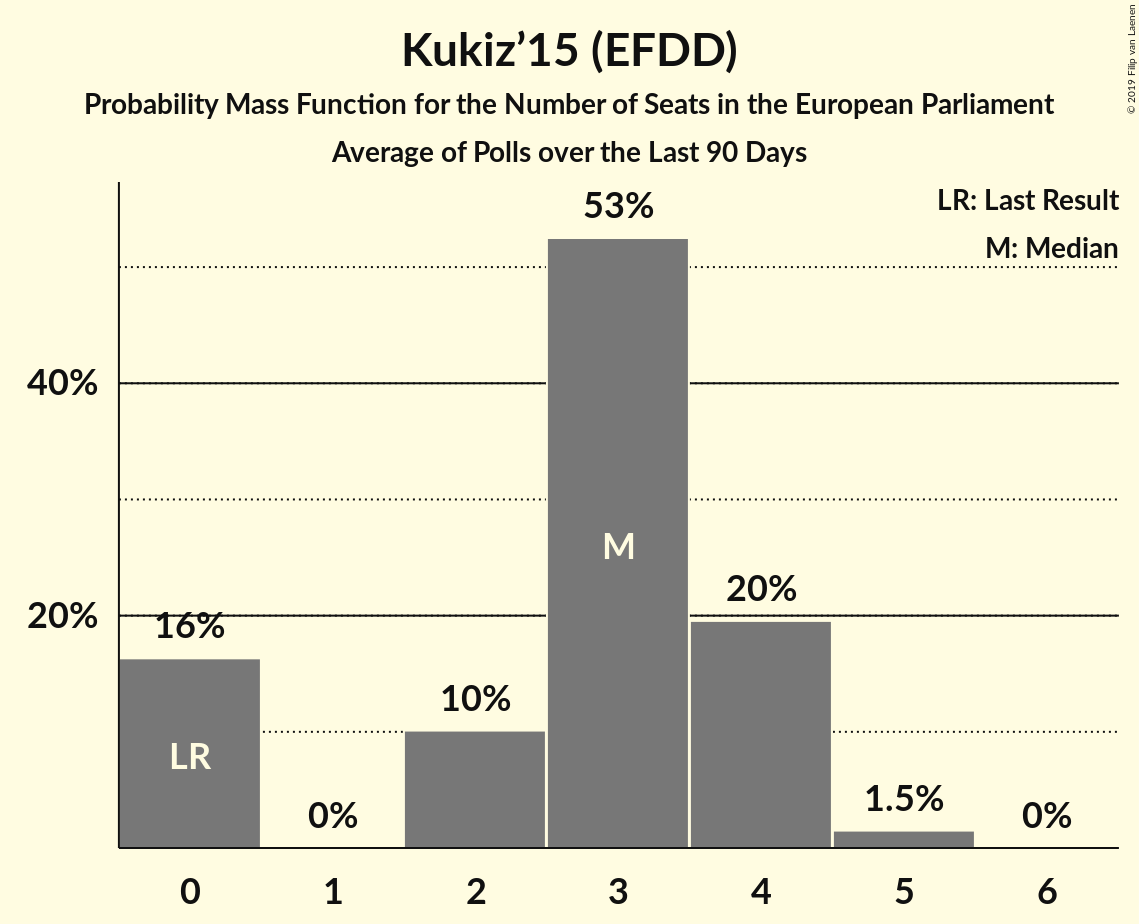 Kukiz’15 (EFDD)
Probability Mass Function for the Number of Seats in the European Parliament
Average of Polls over the Last 90 Days
© 2019 Filip van Laenen
LR: Last Result
M: Median
53%
40%
M
20%
20%
16%
10%
LR
1.5%
0%
0%
0 1 2 3 4 5 6